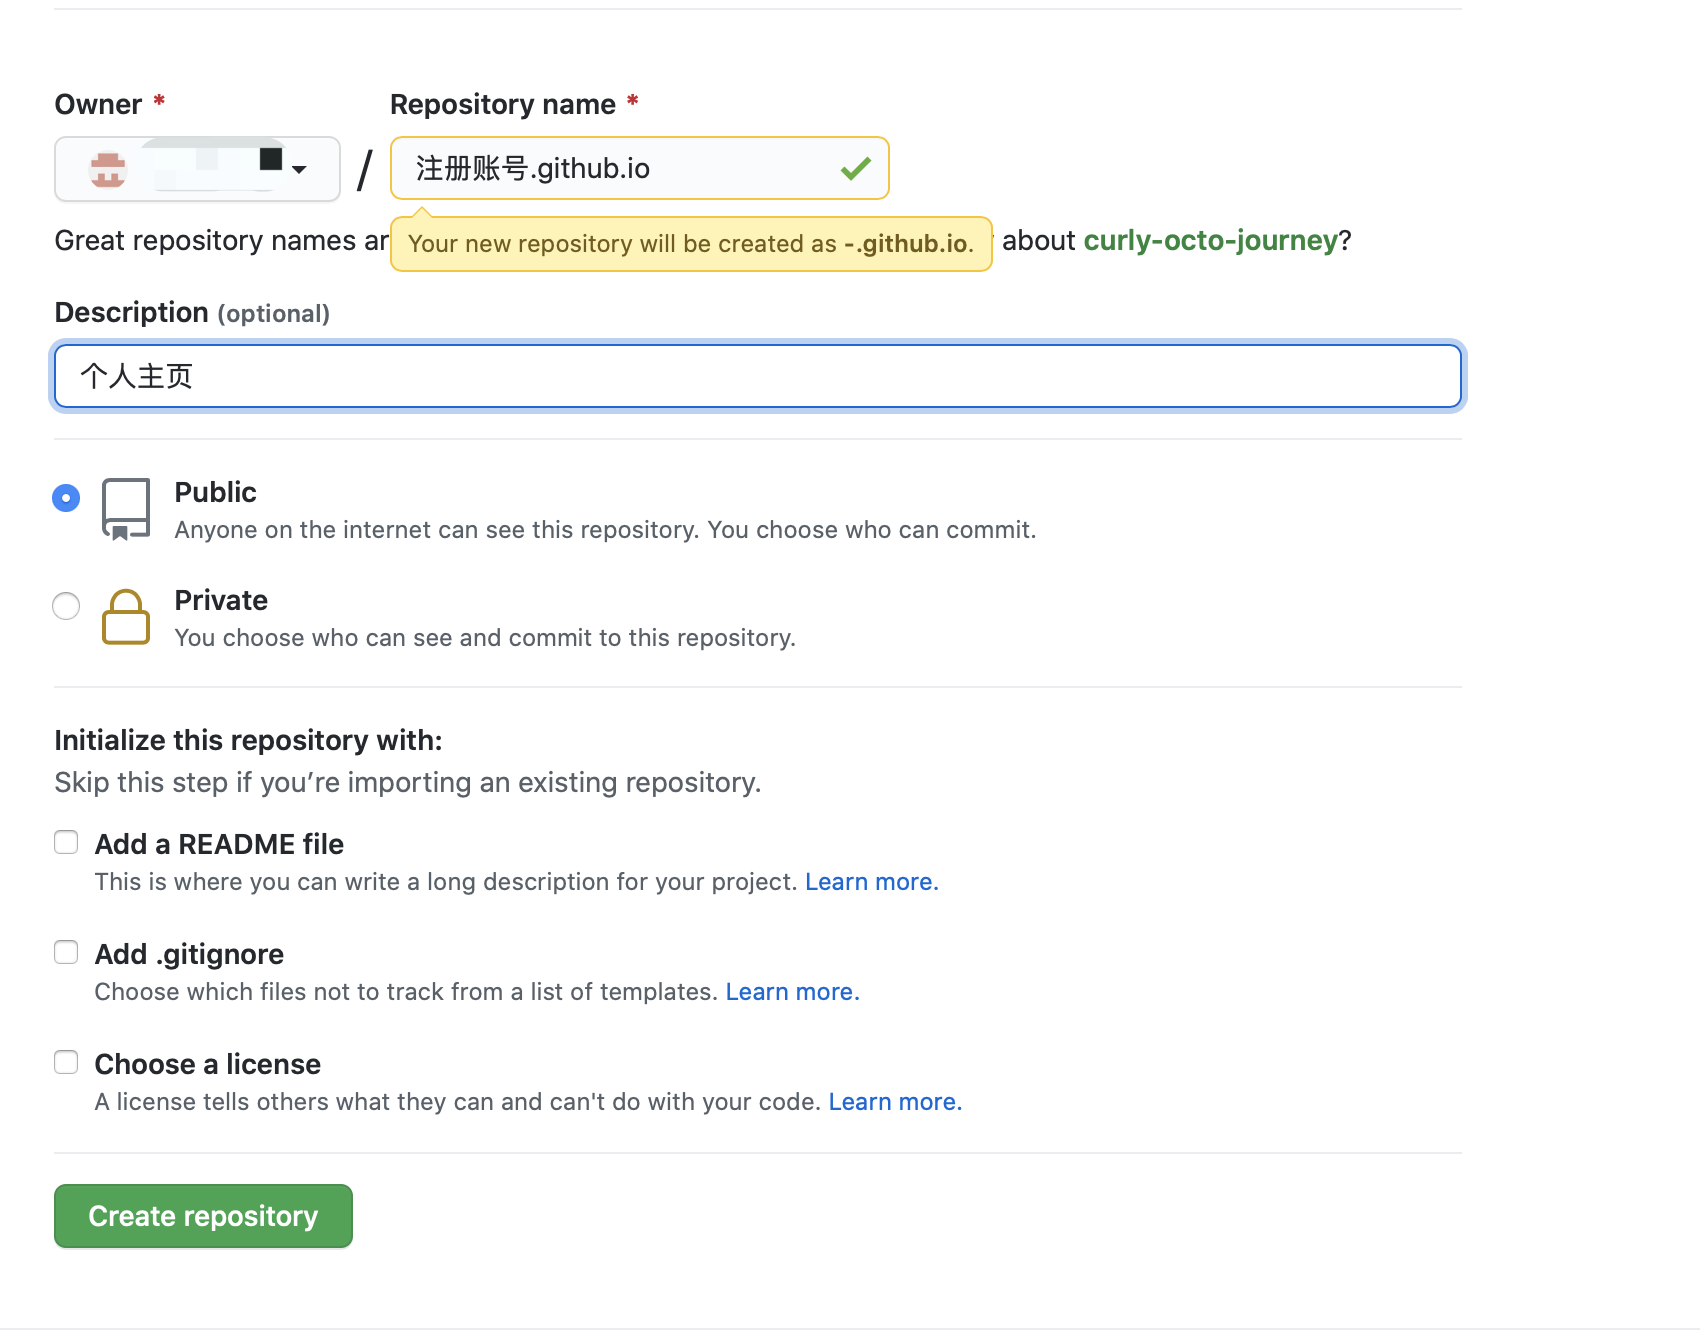 Owner *
Repository name *
/
注册账号.github.io
Great repository names ar
Your new repository will be created as -.github.io.
about curly-octo-journey?
Description (optional)
个人主页
Public
Anyone on the internet can see this repository. You choose who can commit.
Private
You choose who can see and commit to this repository.
Initialize this repository with:
Skip this step if you’re importing an existing repository.
Add a README file
This is where you can write a long description for your project. Learn more.
Add .gitignore
Choose which files not to track from a list of templates. Learn more.
Choose a license
A license tells others what they can and can't do with your code. Learn more.
Create repository